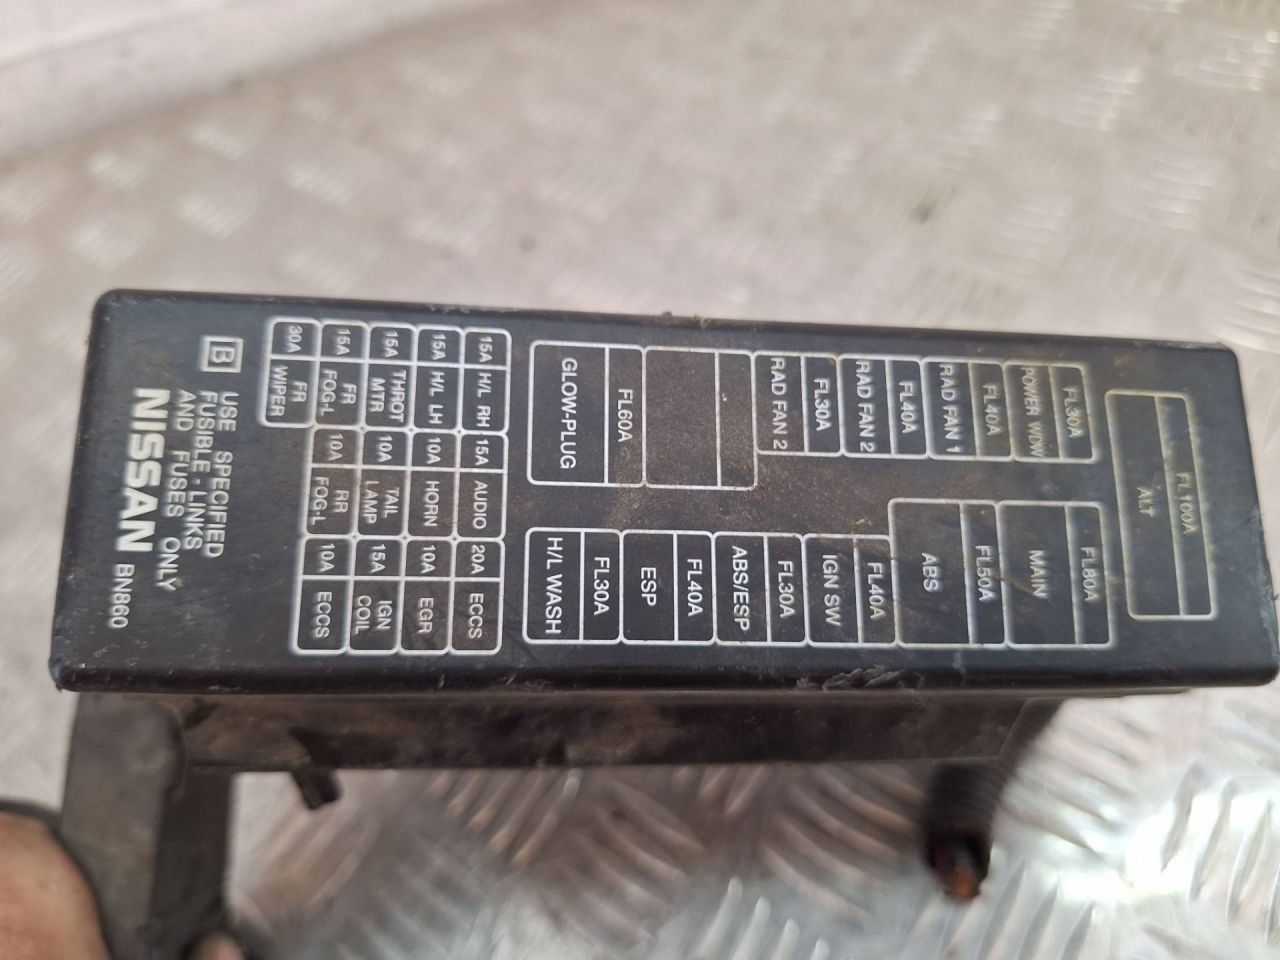 FL100A
ALT
FL30A
POWER WDW
FL40A
RAD FAN 1
FL40A
RAD FAN 2
FL30A
RAD FAN 2
FL60A
GLOW-PLUG
FL80A
MAIN
FL50A
ABS
FL40A
IGN SW
FL30A
ABS/ESP
FL40A
ESP
FL30A
H/L WASH
15A H/L RH 15A AUDIO 20A ECCS
15A H/L LH 10A HORN 10A EGR
15A THROT MTR 10A TAIL LAMP 15A IGN COIL
15A FR FOG-L 10A RR FOG-L 10A ECCS
30A FR WIPER
B USE SPECIFIED
FUSIBLE-LINKS
AND FUSES ONLY
NISSAN BN860